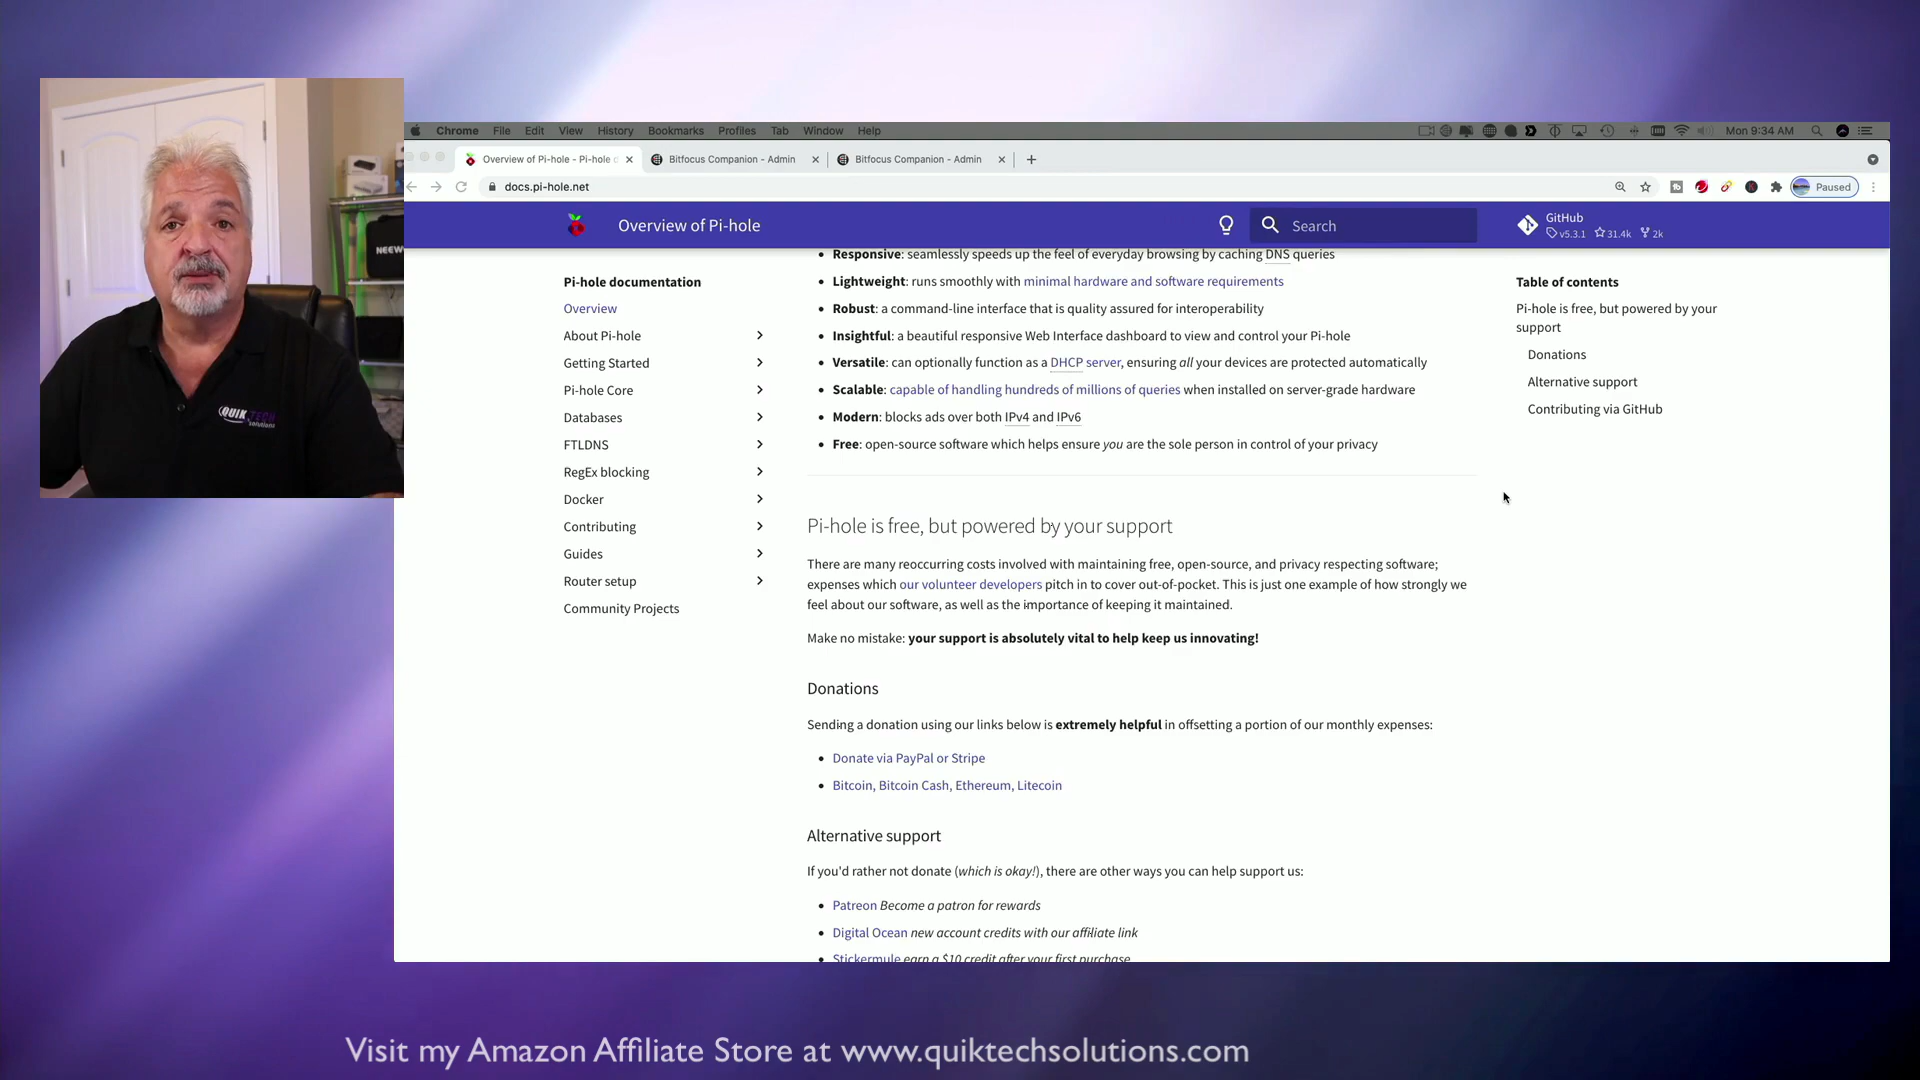 Chrome File Edit View History Bookmarks Profiles Tab Window Help
Mon 9:34 AM
Overview of Pi-hole - Pi-hole
Bitfocus Companion - Admin
Bitfocus Companion - Admin
docs.pi-hole.net
Paused
Overview of Pi-hole
Search
GitHub
v5.3.1 31.4k 2k
NEEW
QUIK TECH
solutions
Pi-hole documentation
Overview
About Pi-hole
Getting Started
Pi-hole Core
Databases
FTLDNS
RegEx blocking
Docker
Contributing
Guides
Router setup
Community Projects
Responsive: seamlessly speeds up the feel of everyday browsing by caching DNS queries
Lightweight: runs smoothly with minimal hardware and software requirements
Robust: a command-line interface that is quality assured for interoperability
Insightful: a beautiful responsive Web Interface dashboard to view and control your Pi-hole
Versatile: can optionally function as a DHCP server, ensuring all your devices are protected automatically
Scalable: capable of handling hundreds of millions of queries when installed on server-grade hardware
Modern: blocks ads over both IPv4 and IPv6
Free: open-source software which helps ensure you are the sole person in control of your privacy
Pi-hole is free, but powered by your support
There are many reoccurring costs involved with maintaining free, open-source, and privacy respecting software;
expenses which our volunteer developers pitch in to cover out-of-pocket. This is just one example of how strongly we
feel about our software, as well as the importance of keeping it maintained.
Make no mistake: your support is absolutely vital to help keep us innovating!
Donations
Sending a donation using our links below is extremely helpful in offsetting a portion of our monthly expenses:
Donate via PayPal or Stripe
Bitcoin, Bitcoin Cash, Ethereum, Litecoin
Alternative support
If you'd rather not donate (which is okay!), there are other ways you can help support us:
Patreon Become a patron for rewards
Digital Ocean new account credits with our affiliate link
Stickermule earn a $10 credit after your first purchase
Table of contents
Pi-hole is free, but powered by your
support
Donations
Alternative support
Contributing via GitHub
Visit my Amazon Affiliate Store at www.quiktechsolutions.com